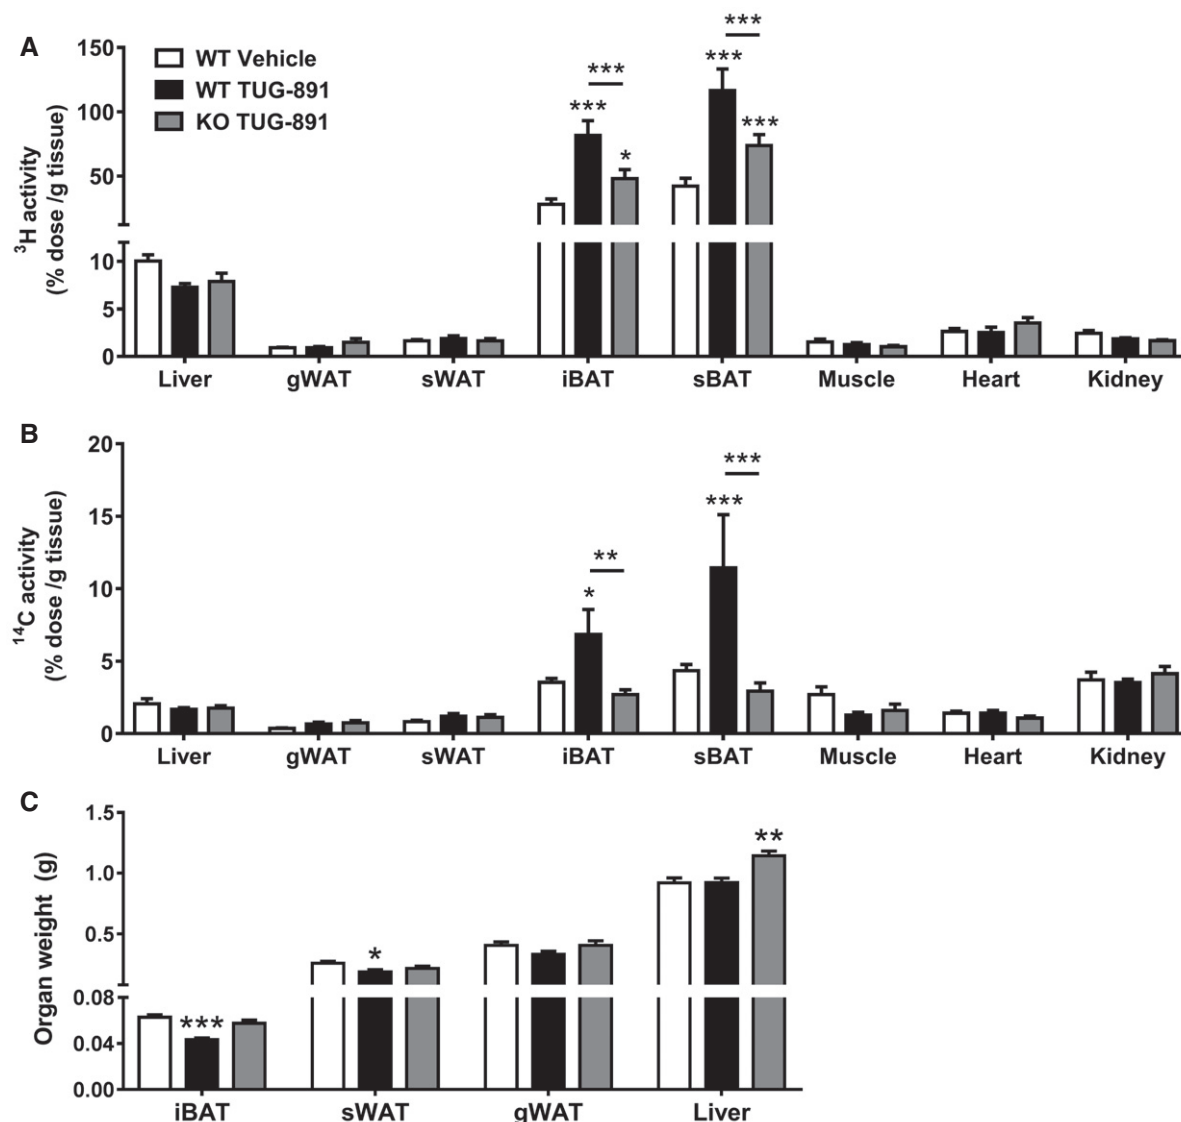 A
150
100
50
10
5
0
³H activity
(% dose /g tissue)
WT Vehicle
WT TUG-891
KO TUG-891
***
***
*
***
***
***
Liver gWAT sWAT iBAT sBAT Muscle Heart Kidney
B
20
15
10
5
0
¹⁴C activity
(% dose /g tissue)
**
*
***
***
Liver gWAT sWAT iBAT sBAT Muscle Heart Kidney
C
1.5
1.0
0.5
0.08
0.04
0.00
Organ weight (g)
***
*
**
iBAT sWAT gWAT Liver